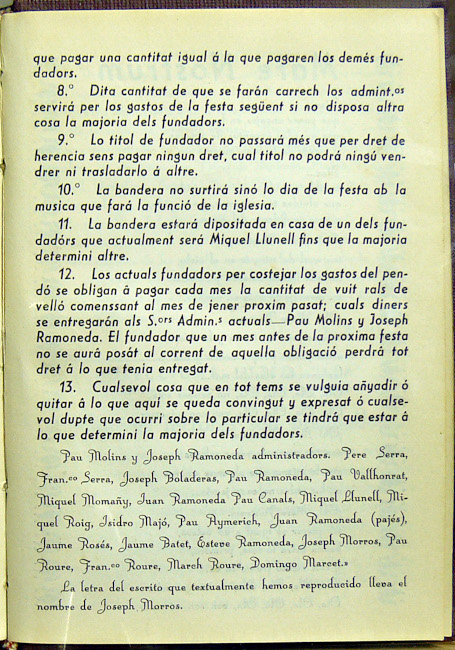 que pagar una cantitat igual á la que pagaren los demés fun-
dadors.
8.° Dita cantitat de que se farán carrech los admint.os
servirá per los gastos de la festa següent si no disposa altra
cosa la majoria dels fundadors.
9.° Lo titol de fundador no passará més que per dret de
herencia sens pagar ningun dret, cual titol no podrá ningú ven-
drer ni trasladarlo á altre.
10.° La bandera no surtirá sinó lo dia de la festa ab la
musica que fará la funció de la iglesia.
11. La bandera estará dipositada en casa de un dels fun-
dadórs que actualment será Miquel Llunell fins que la majoria
determini altre.
12. Los actuals fundadors per costejar los gastos del pen-
dó se obligan á pagar cada mes la cantitat de vuit rals de
velló comenssant al mes de jener proxim pasat; cuals diners
se entregarán als S.ors Admin.s actuals—Pau Molins y Joseph
Ramoneda. El fundador que un mes antes de la proxima festa
no se aurá posát al corrent de aquella obligació perdrá tot
dret á lo que tenia entregat.
13. Cualsevol cosa que en tot tems se vulguia añyadir ó
quitar á lo que aquí se queda convingut y expresat ó cualse-
vol dupte que ocurri sobre lo particular se tindrá que estar á
lo que determini la majoria dels fundadors.
Pau Molins y Joseph Ramoneda administradors. Pere Serra,
Fran.co Serra, Joseph Boladeras, Pau Ramoneda, Pau Vallhonrat,
Miquel Momañy, Juan Ramoneda Pau Canals, Miquel Llunell, Mi-
quel Roig, Isidro Majó, Pau Aymerich, Juan Ramoneda (pajés),
Jaume Rosés, Jaume Batet, Esteve Ramoneda, Joseph Morros, Pau
Roure, Fran.co Roure, March Roure, Domingo Marcet.»
La letra del escrito que textualmente hemos reproducido lleva el
nombre de Joseph Morros.